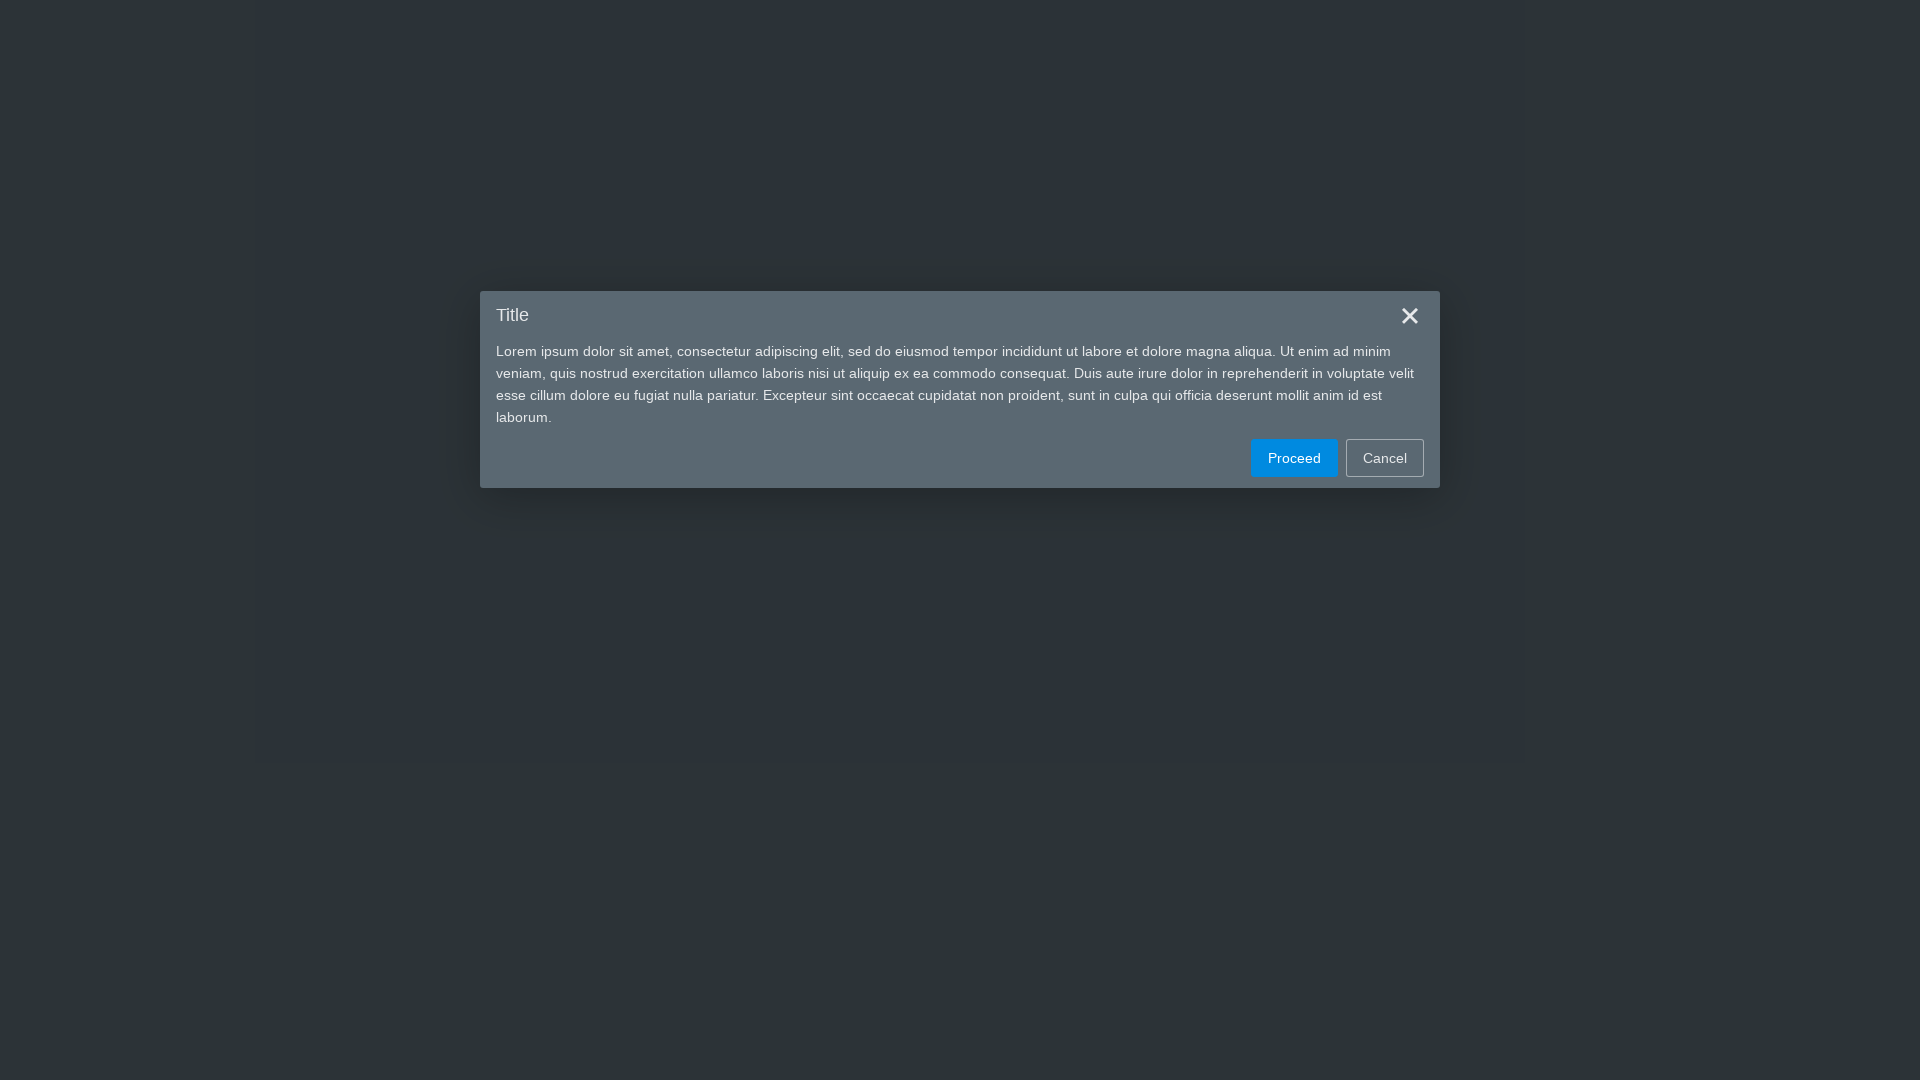 Title
Lorem ipsum dolor sit amet, consectetur adipiscing elit, sed do eiusmod tempor incididunt ut labore et dolore magna aliqua. Ut enim ad minim
veniam, quis nostrud exercitation ullamco laboris nisi ut aliquip ex ea commodo consequat. Duis aute irure dolor in reprehenderit in voluptate velit
esse cillum dolore eu fugiat nulla pariatur. Excepteur sint occaecat cupidatat non proident, sunt in culpa qui officia deserunt mollit anim id est
laborum.
Proceed Cancel